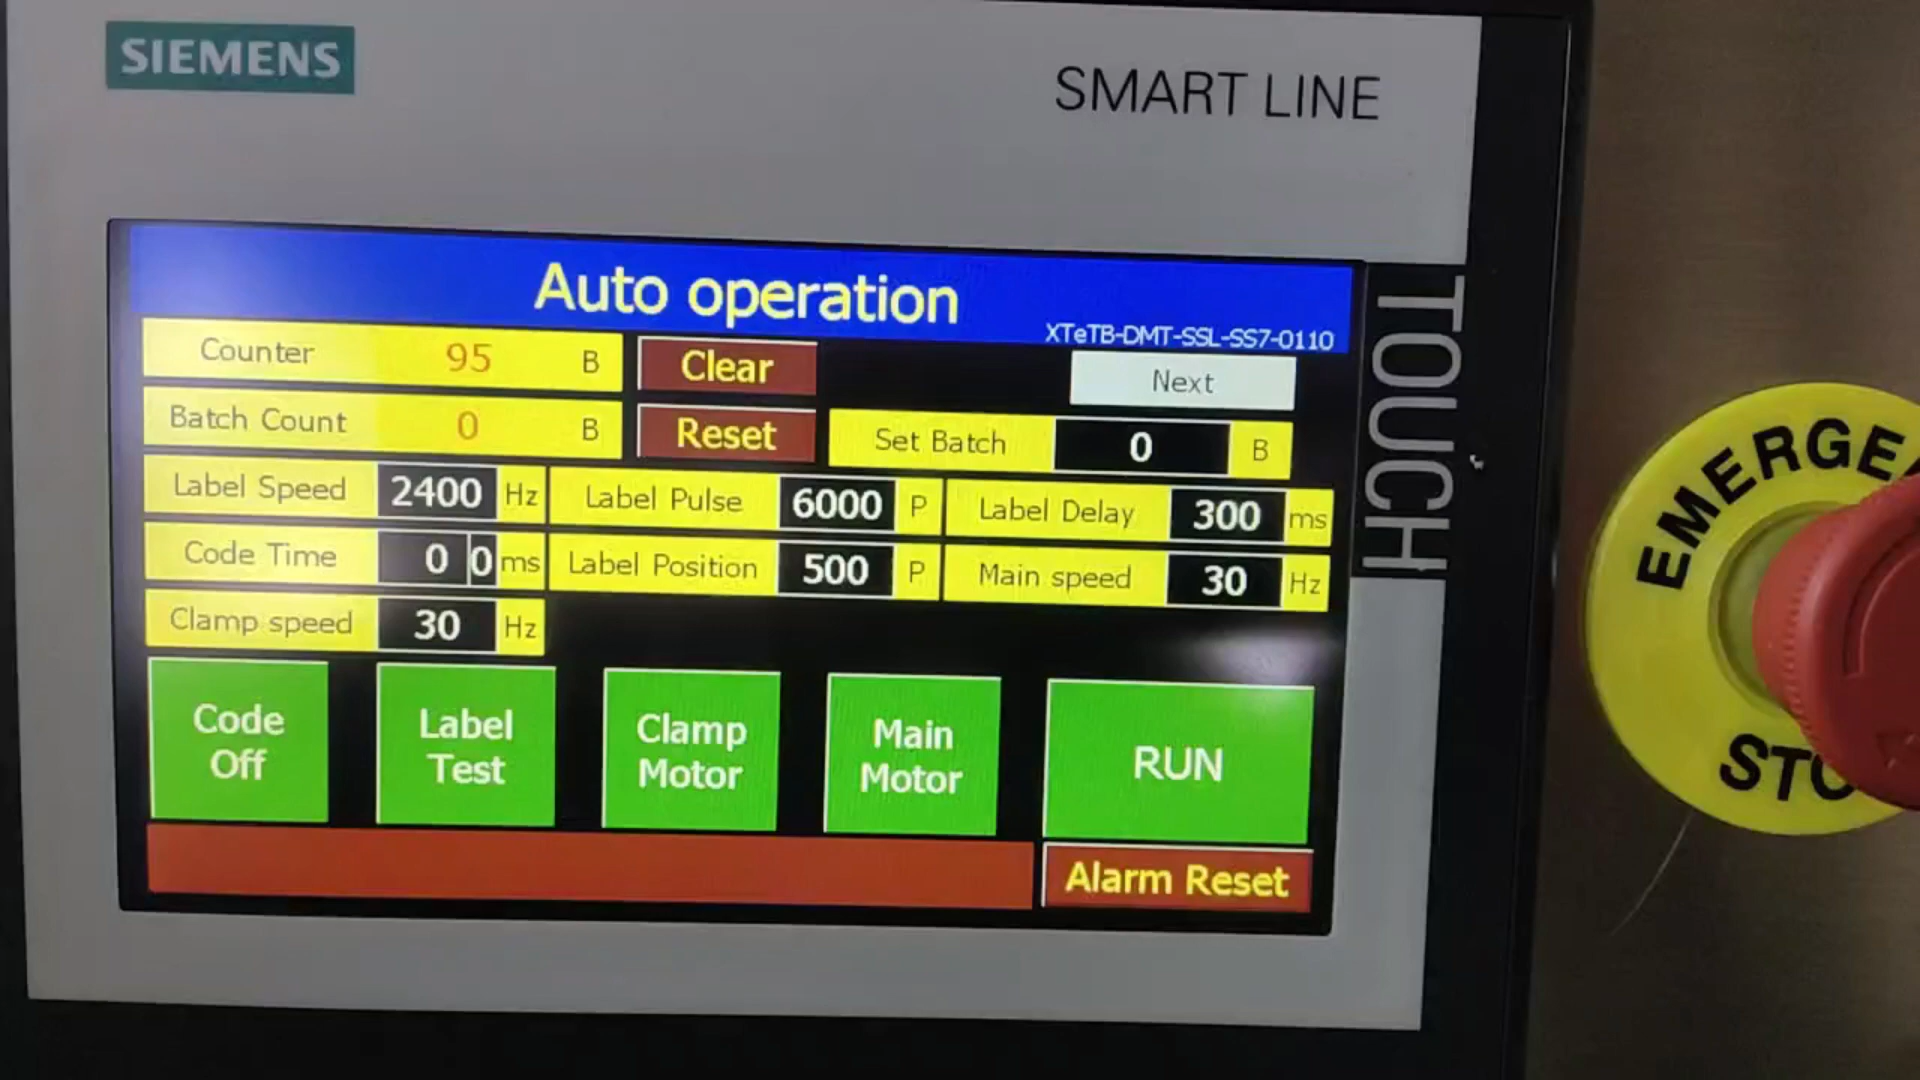 SIEMENS
SMART LINE
TOUCH
Auto operation
XTeTB-DMT-SSL-SS7-0110
Counter 95 B Clear Next
Batch Count 0 B Reset Set Batch 0 B
Label Speed 2400 Hz Label Pulse 6000 P Label Delay 300 ms
Code Time 0 0 ms Label Position 500 P Main speed 30 Hz
Clamp speed 30 Hz
Code Off
Label Test
Clamp Motor
Main Motor
RUN
Alarm Reset
EMERGE
STO